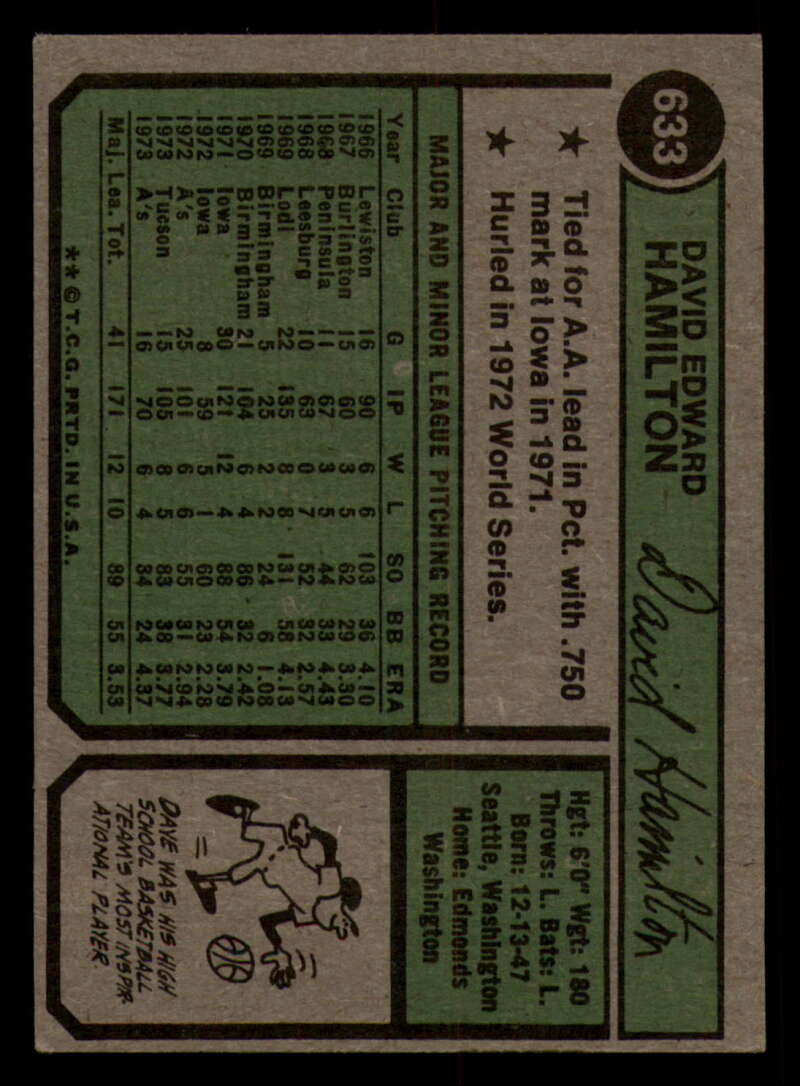 633
DAVID EDWARD
HAMILTON
David Hamilton
★ Tied for A.A. lead in Pct. with .750
mark at Iowa in 1971.
★ Hurled in 1972 World Series.
MAJOR AND MINOR LEAGUE PITCHING RECORD
Year Club G IP W L SO BB ERA
1966 Lewiston 16 90 6 6 103 36 4.10
1967 Burlington 15 60 3 5 62 29 3.30
1968 Peninsula 11 67 3 5 44 33 4.43
1968 Leesburg 10 63 0 7 52 32 2.57
1969 Lodi 22 135 8 8 131 58 4.13
1969 Birmingham 5 25 2 2 24 6 1.08
1970 Birmingham 21 164 6 4 86 32 2.42
1971 Iowa 30 121 12 4 88 54 3.79
1972 Iowa 8 59 5 1 60 23 2.28
1972 A's 25 101 6 6 55 31 2.94
1973 Tucson 15 105 8 5 83 38 3.77
1973 A's 16 70 6 4 34 24 4.37
Maj. Lea. Tot. 41 171 12 10 89 55 3.53
**©T.C.G. PRTD. IN U.S.A.
Hgt: 6'0" Wgt: 180
Throws: L. Bats: L.
Born: 12-13-47
Seattle, Washington
Home: Edmonds
Washington
DAVE WAS HIS HIGH
SCHOOL BASKETBALL
TEAM'S MOST INSPIR-
ATIONAL PLAYER.